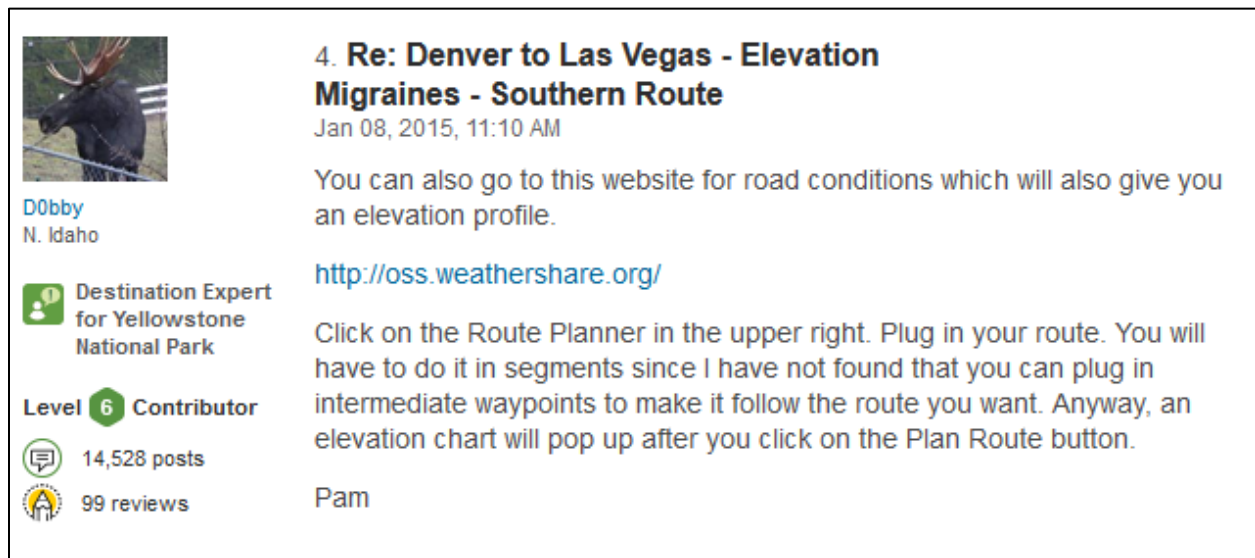 4. Re: Denver to Las Vegas - Elevation
Migraines - Southern Route
Jan 08, 2015, 11:10 AM
D0bby
N. Idaho
Destination Expert
for Yellowstone
National Park
Level 6 Contributor
14,528 posts
99 reviews
You can also go to this website for road conditions which will also give you
an elevation profile.
http://oss.weathershare.org/
Click on the Route Planner in the upper right. Plug in your route. You will
have to do it in segments since I have not found that you can plug in
intermediate waypoints to make it follow the route you want. Anyway, an
elevation chart will pop up after you click on the Plan Route button.
Pam